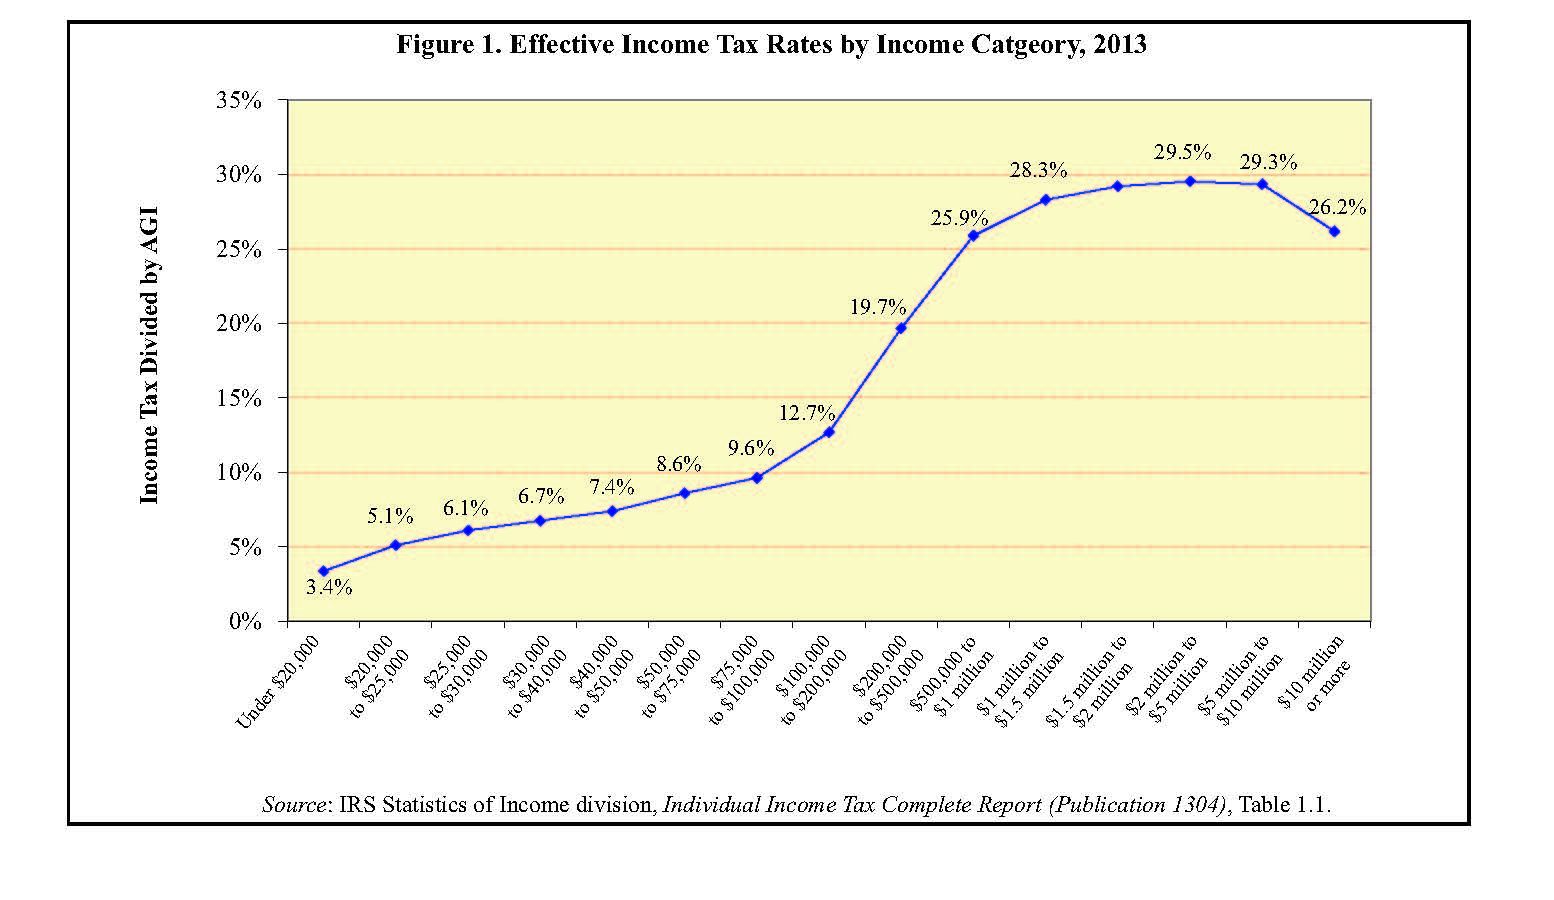 Figure 1. Effective Income Tax Rates by Income Catgeory, 2013
35%
30%
25%
20%
15%
10%
5%
0%
Income Tax Divided by AGI
3.4%
5.1%
6.1%
6.7%
7.4%
8.6%
9.6%
12.7%
19.7%
25.9%
28.3%
29.5%
29.3%
26.2%
Under $20,000
$20,000
to $25,000
$25,000
to $30,000
$30,000
to $40,000
$40,000
to $50,000
$50,000
to $75,000
$75,000
to $100,000
$100,000
to $200,000
$200,000
to $500,000
$500,000 to
$1 million
$1 million to
$1.5 million
$1.5 million to
$2 million
$2 million to
$5 million
$5 million to
$10 million
$10 million
or more
Source: IRS Statistics of Income division, Individual Income Tax Complete Report (Publication 1304), Table 1.1.